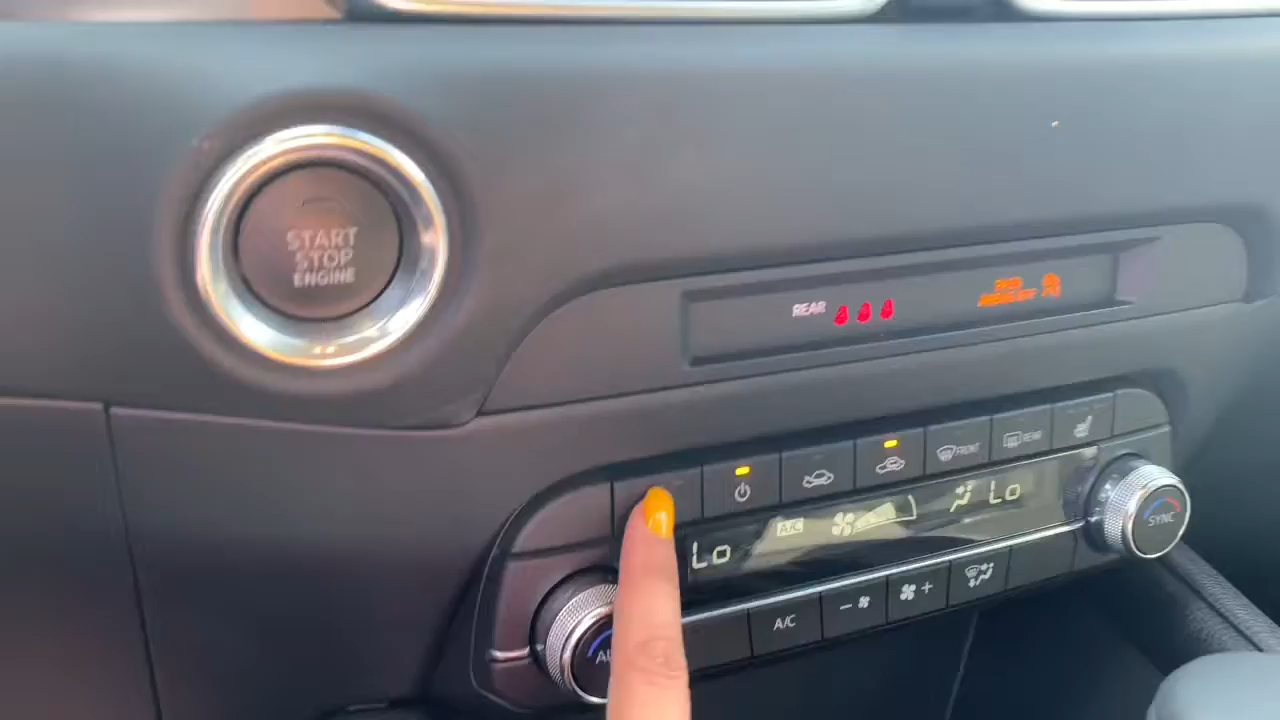 START
STOP
ENGINE
REAR
FRONT
REAR
Lo
A/C
Lo
SYNC
A/C